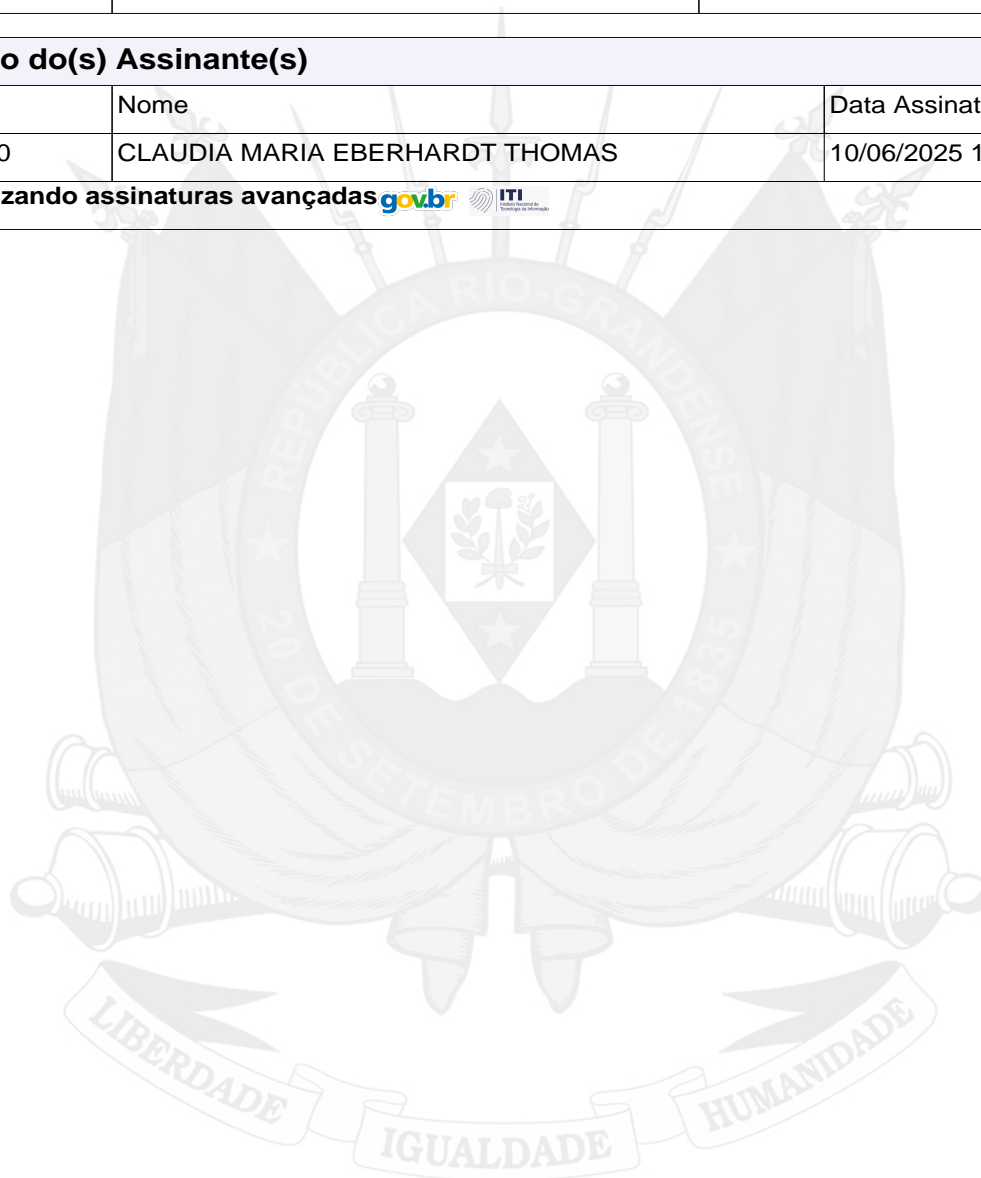 o do(s) Assinante(s)
Nome Data Assinat
0 CLAUDIA MARIA EBERHARDT THOMAS 10/06/2025 1
zando assinaturas avançadas gov.br ITI
REPÚBLICA RIO-GRANDENSE
20 DE SETEMBRO DE 1835
LIBERDADE IGUALDADE HUMANIDADE